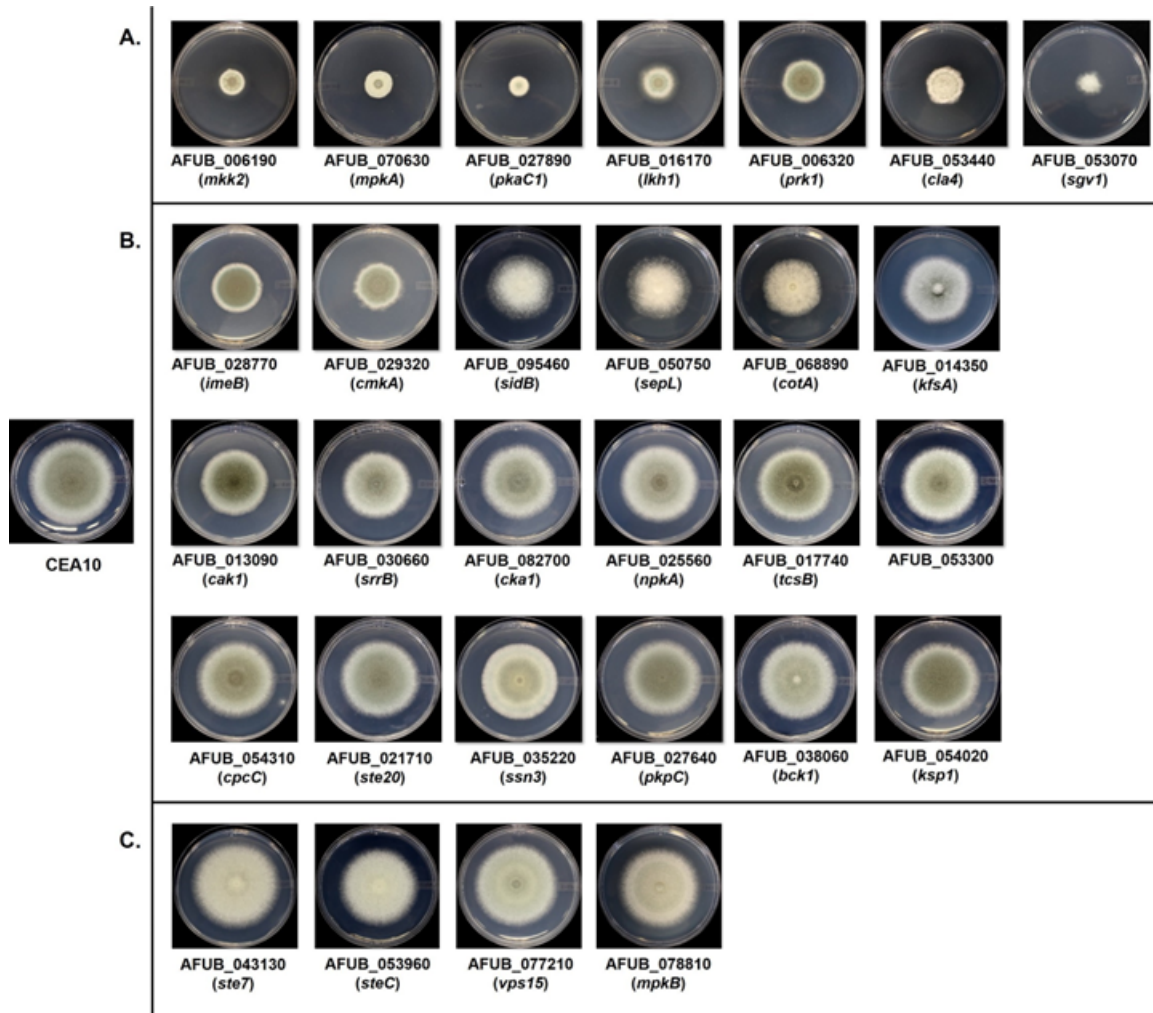 A.
AFUB_006190 AFUB_070630 AFUB_027890 AFUB_016170 AFUB_006320 AFUB_053440 AFUB_053070
(mkk2) (mpkA) (pkaC1) (lkh1) (prk1) (cla4) (sgv1)
B.
AFUB_028770 AFUB_029320 AFUB_095460 AFUB_050750 AFUB_068890 AFUB_014350
(imeB) (cmkA) (sidB) (sepL) (cotA) (kfsA)
CEA10
AFUB_013090 AFUB_030660 AFUB_082700 AFUB_025560 AFUB_017740 AFUB_053300
(cak1) (srrB) (cka1) (npkA) (tcsB)
AFUB_054310 AFUB_021710 AFUB_035220 AFUB_027640 AFUB_038060 AFUB_054020
(cpcC) (ste20) (ssn3) (pkpC) (bck1) (ksp1)
C.
AFUB_043130 AFUB_053960 AFUB_077210 AFUB_078810
(ste7) (steC) (vps15) (mpkB)